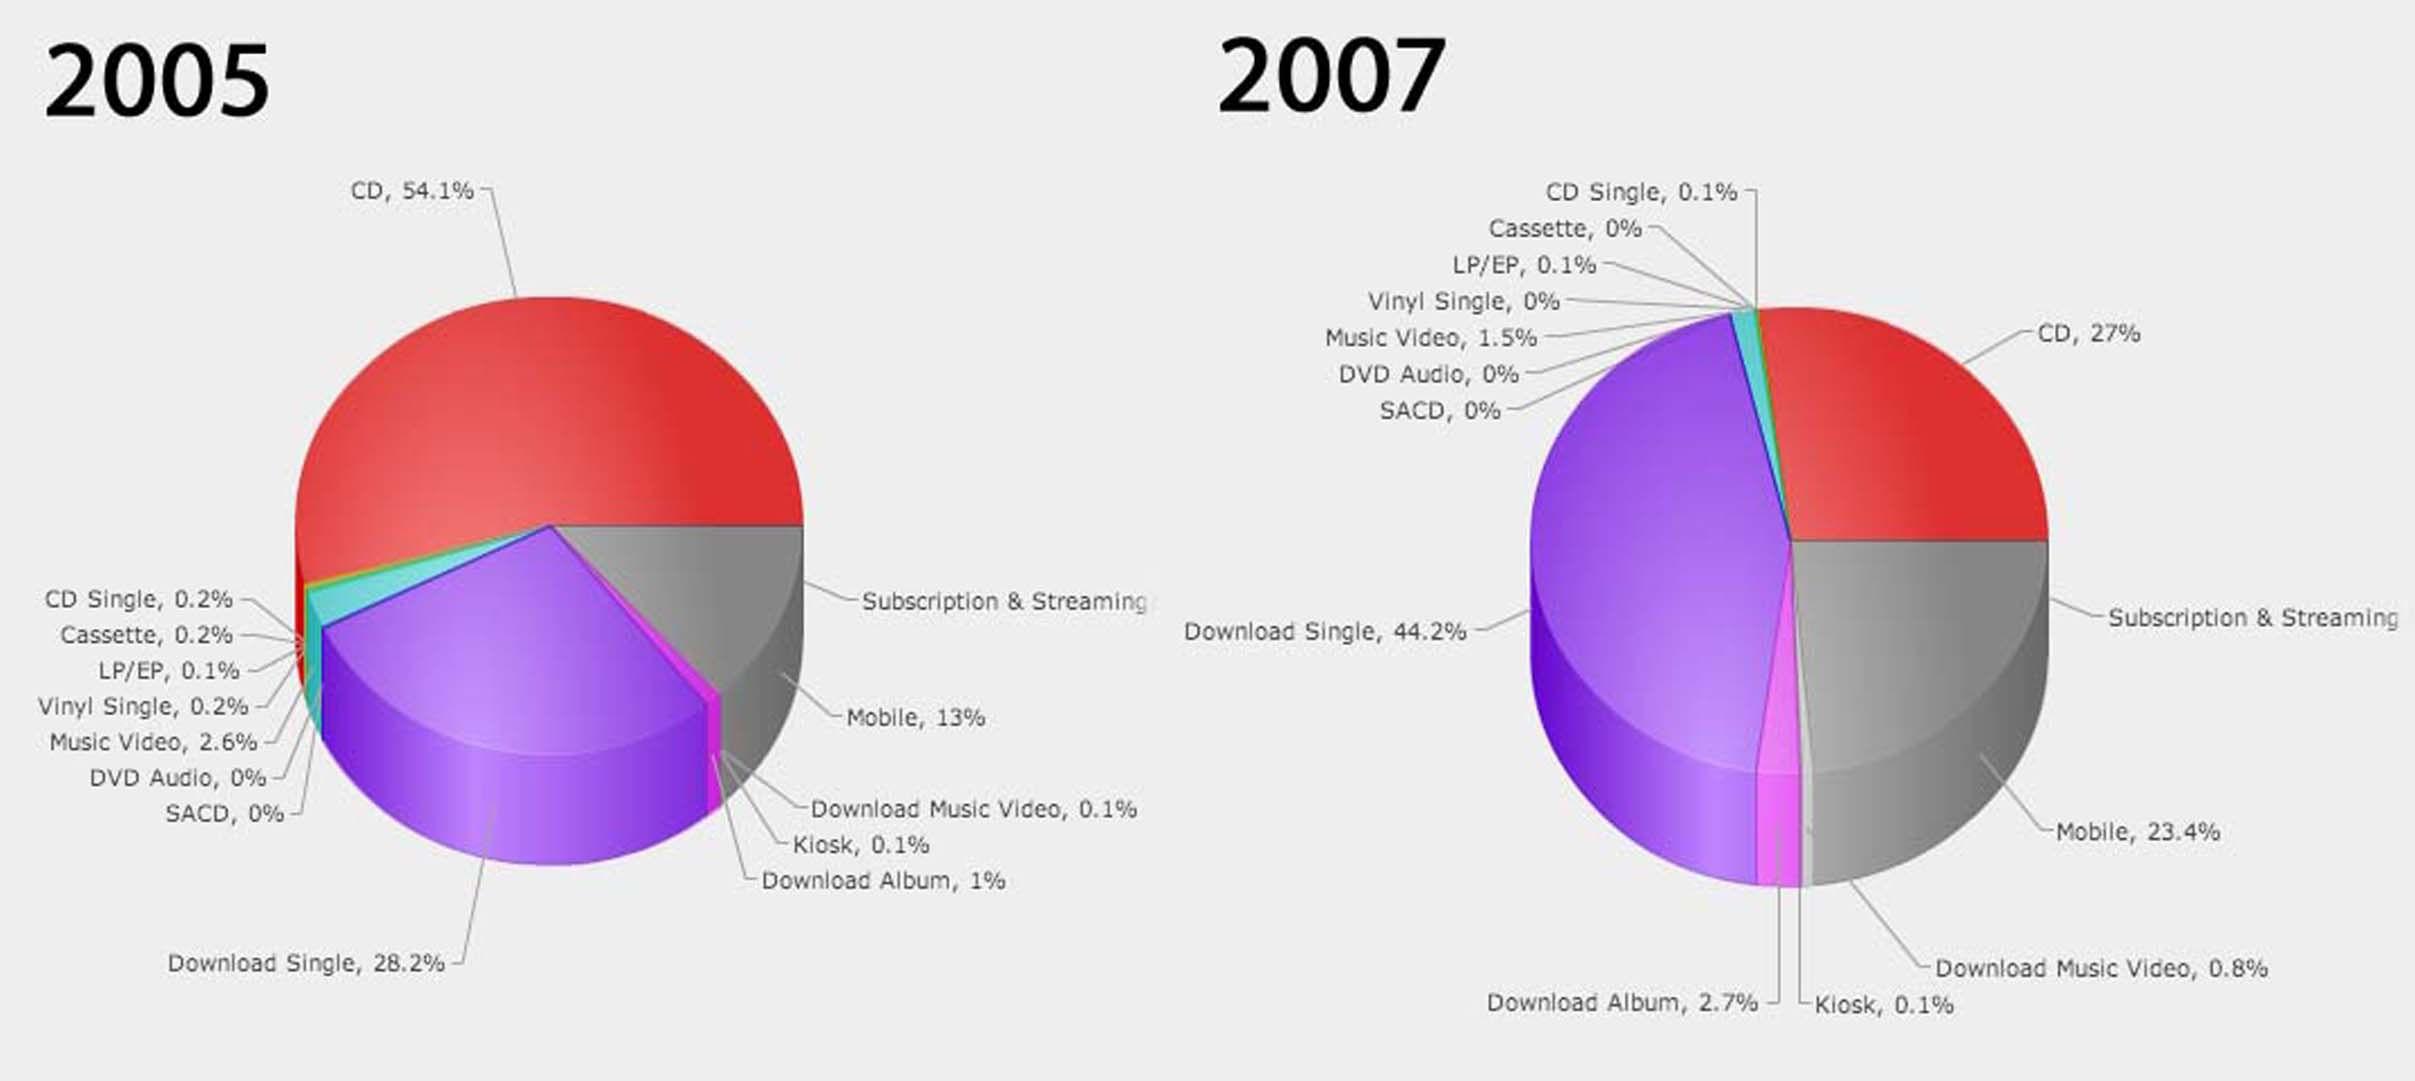 2005
CD, 54.1%
CD Single, 0.2%
Cassette, 0.2%
LP/EP, 0.1%
Vinyl Single, 0.2%
Music Video, 2.6%
DVD Audio, 0%
SACD, 0%
Download Single, 28.2%
Subscription & Streaming
Mobile, 13%
Download Music Video, 0.1%
Kiosk, 0.1%
Download Album, 1%
2007
CD Single, 0.1%
Cassette, 0%
LP/EP, 0.1%
Vinyl Single, 0%
Music Video, 1.5%
DVD Audio, 0%
SACD, 0%
CD, 27%
Download Single, 44.2%
Subscription & Streaming
Mobile, 23.4%
Download Music Video, 0.8%
Download Album, 2.7%
Kiosk, 0.1%